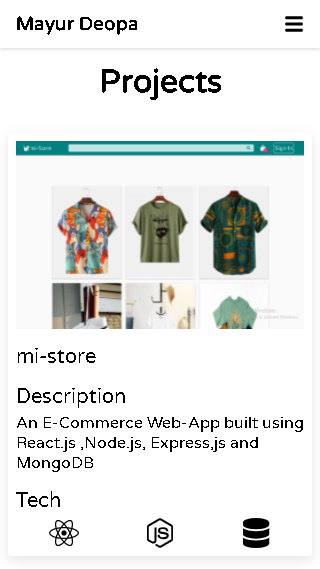 Mayur Deopa
Projects
mi-Store
Sign In
mi-store
Description
An E-Commerce Web-App built using
React.js ,Node.js, Express,js and
MongoDB
Tech
JS